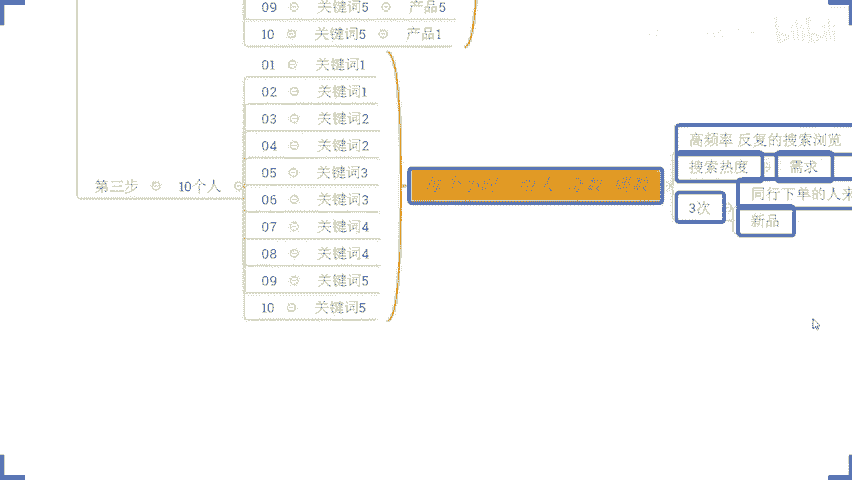 09 关键词5 产品5
10 关键词5 产品1
01 关键词1
02 关键词1
03 关键词2
04 关键词2
05 关键词3
06 关键词3
07 关键词4
08 关键词4
09 关键词5
10 关键词5
第三步 10个人
高频率 反复的搜索浏览
搜索热度 需求
3次
同行下单的人来
新品
bilibili